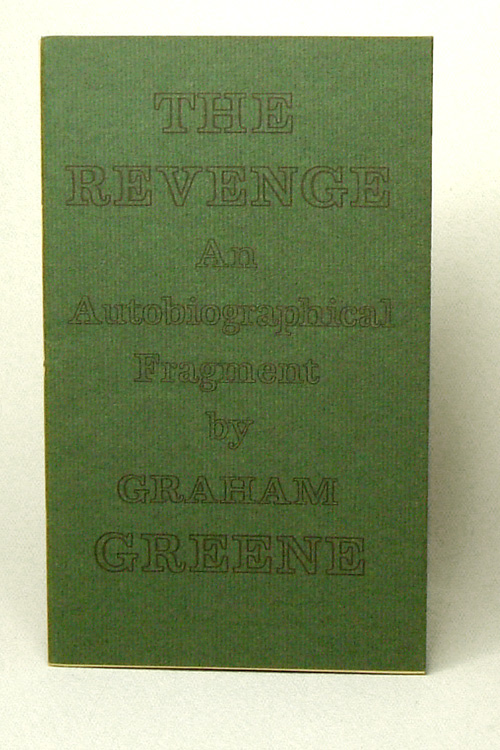 THE
REVENGE
An
Autobiographical
Fragment
by
GRAHAM
GREENE